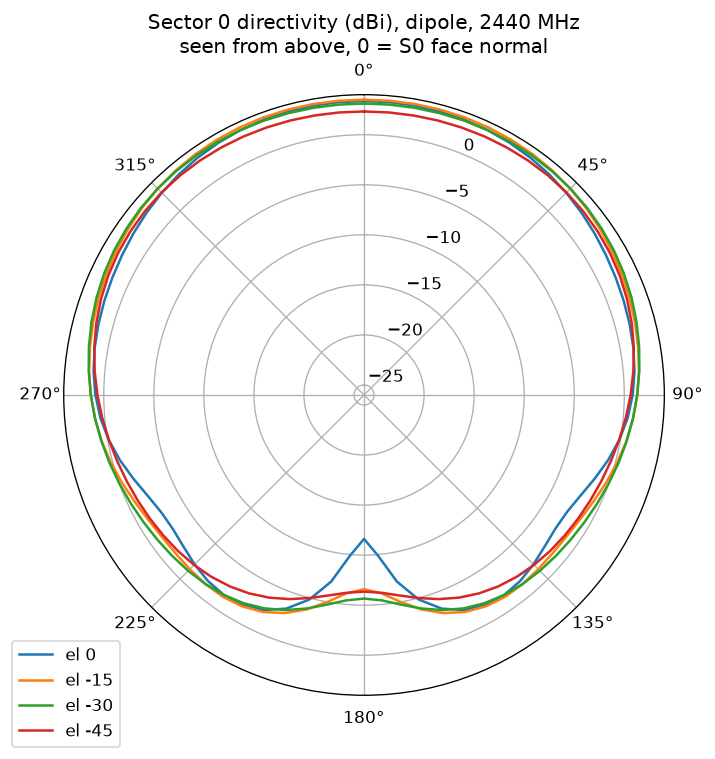 Sector 0 directivity (dBi), dipole, 2440 MHz
seen from above, 0 = S0 face normal
0°
315°
45°
0
−5
−10
−15
−20
−25
270°
90°
225°
135°
180°
el 0
el -15
el -30
el -45